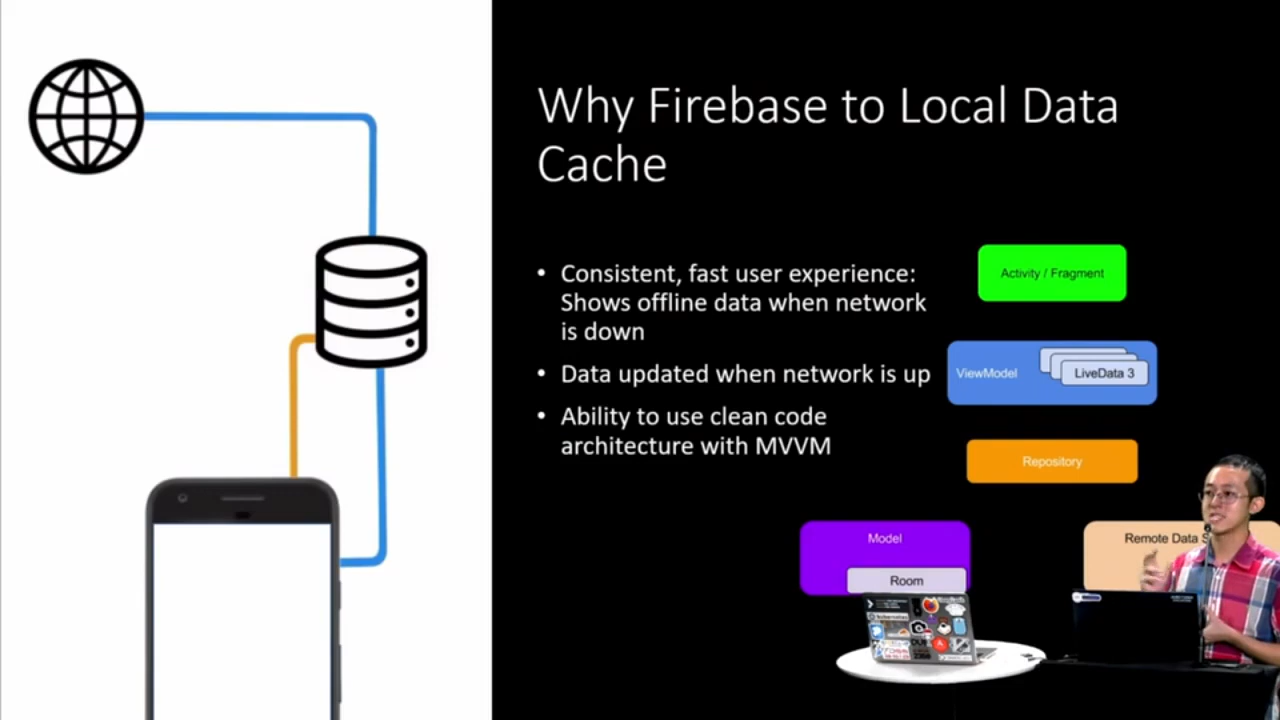 Why Firebase to Local Data
Cache
• Consistent, fast user experience:
Shows offline data when network
is down
• Data updated when network is up
• Ability to use clean code
architecture with MVVM
Activity / Fragment
ViewModel
LiveData 3
Repository
Model
Room
Remote Data S
kubernetes